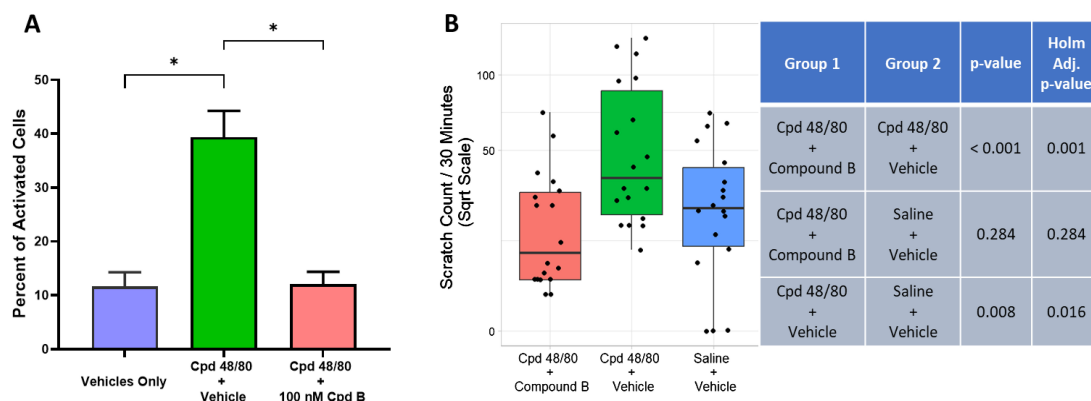 A
*
*
Percent of Activated Cells
50
40
30
20
10
0
Vehicles Only
Cpd 48/80
+
Vehicle
Cpd 48/80
+
100 nM Cpd B
B
Scratch Count / 30 Minutes
(Sqrt Scale)
100
50
0
Cpd 48/80
+
Compound B
Cpd 48/80
+
Vehicle
Saline
+
Vehicle
Group 1
Group 2
p-value
Holm
Adj.
p-value
Cpd 48/80
+
Compound B
Cpd 48/80
+
Vehicle
< 0.001
0.001
Cpd 48/80
+
Compound B
Saline
+
Vehicle
0.284
0.284
Cpd 48/80
+
Vehicle
Saline
+
Vehicle
0.008
0.016